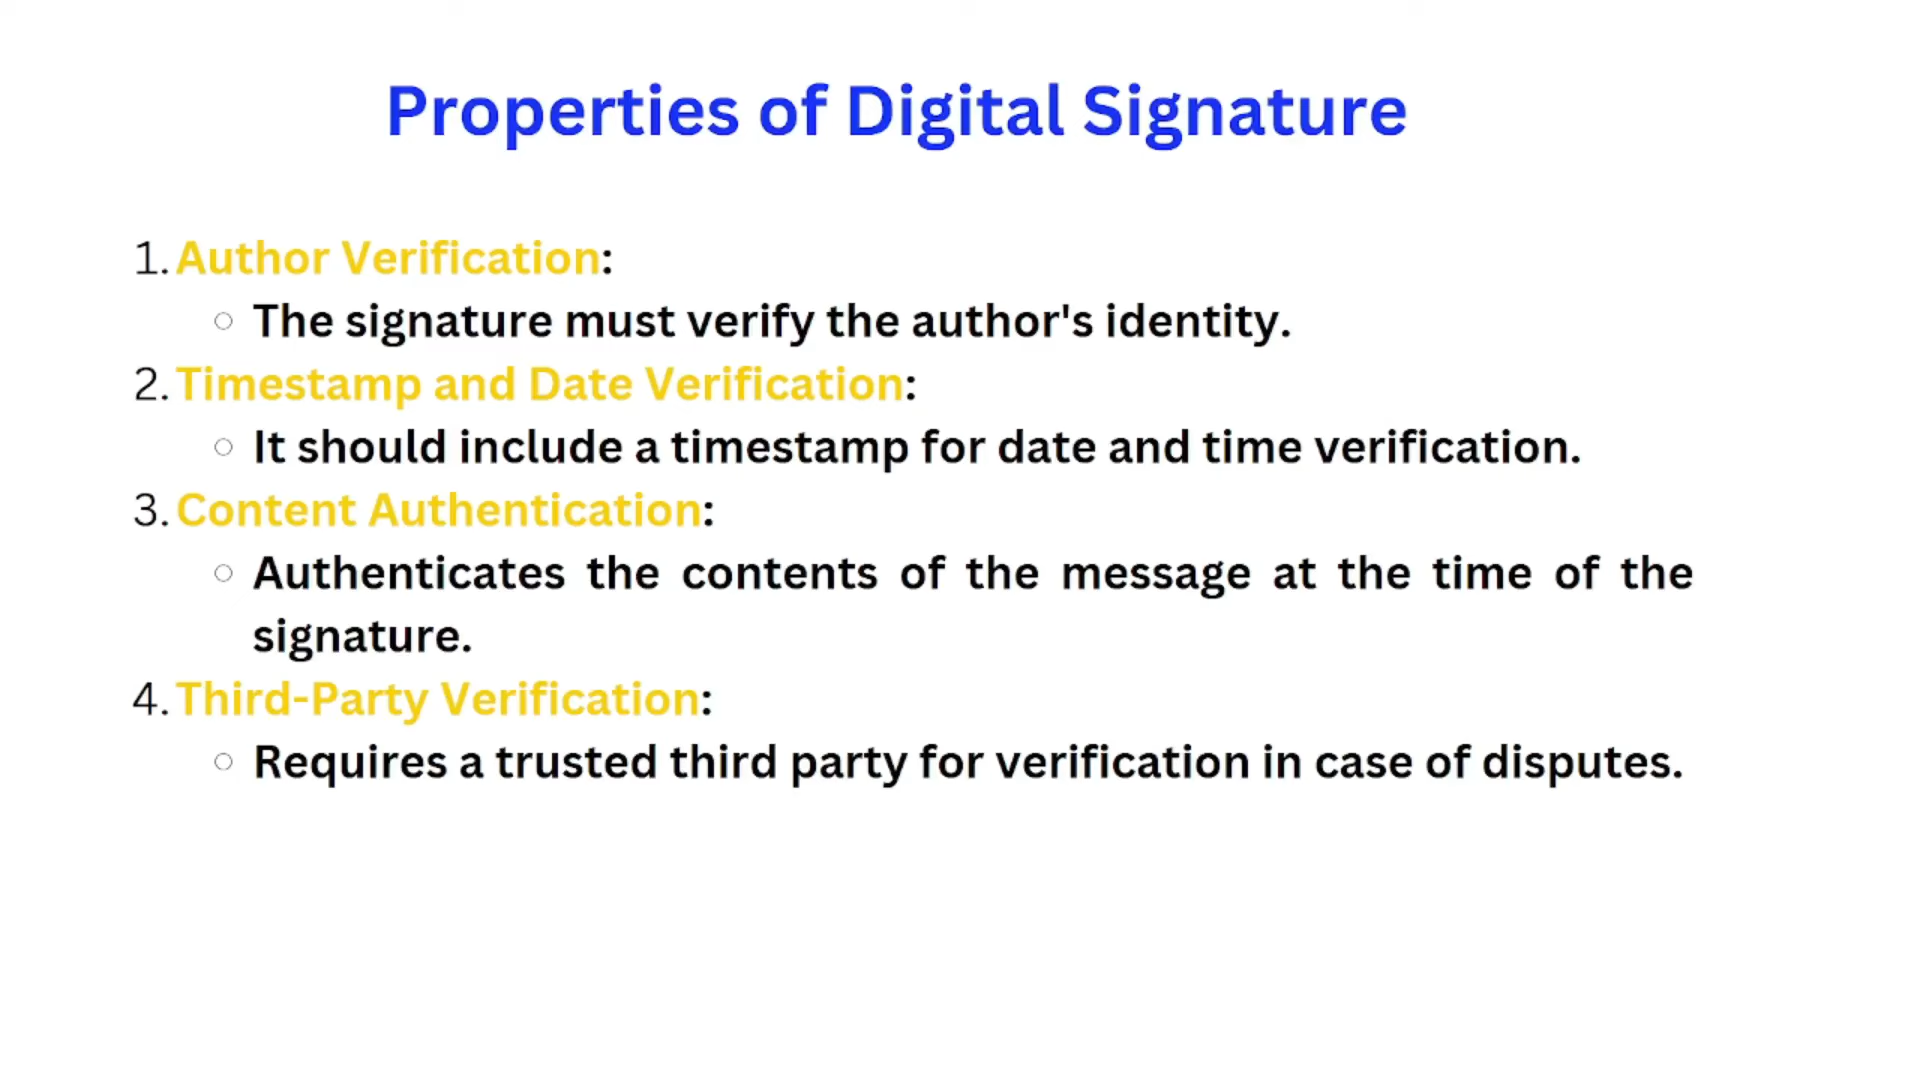 Properties of Digital Signature
1. Author Verification:
○ The signature must verify the author's identity.
2. Timestamp and Date Verification:
○ It should include a timestamp for date and time verification.
3. Content Authentication:
○ Authenticates the contents of the message at the time of the
signature.
4. Third-Party Verification:
○ Requires a trusted third party for verification in case of disputes.